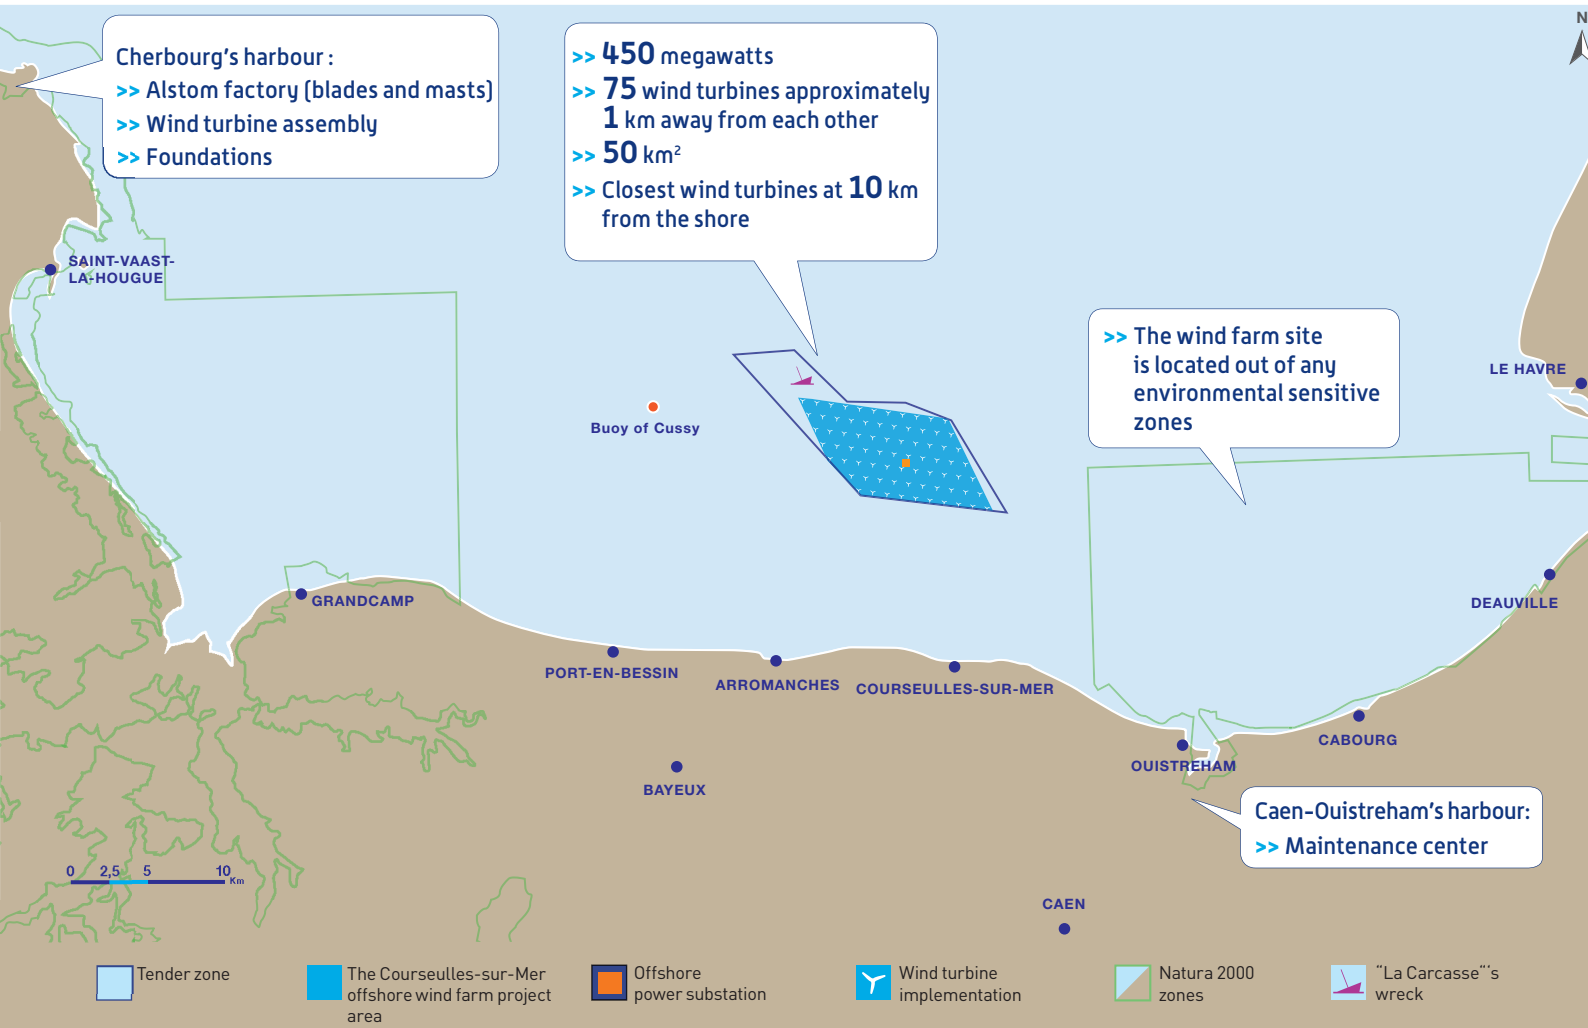 Cherbourg's harbour :
>> Alstom factory (blades and masts)
>> Wind turbine assembly
>> Foundations
>> 450 megawatts
>> 75 wind turbines approximately
1 km away from each other
>> 50 km²
>> Closest wind turbines at 10 km
from the shore
N
SAINT-VAAST-
LA-HOUGUE
>> The wind farm site
is located out of any
environmental sensitive
zones
LE HAVRE
Buoy of Cussy
GRANDCAMP
DEAUVILLE
PORT-EN-BESSIN
ARROMANCHES
COURSEULLES-SUR-MER
CABOURG
OUISTREHAM
BAYEUX
Caen-Ouistreham's harbour:
>> Maintenance center
0 2,5 5 10 Km
CAEN
Tender zone
The Courseulles-sur-Mer
offshore wind farm project
area
Offshore
power substation
Wind turbine
implementation
Natura 2000
zones
"La Carcasse"'s
wreck